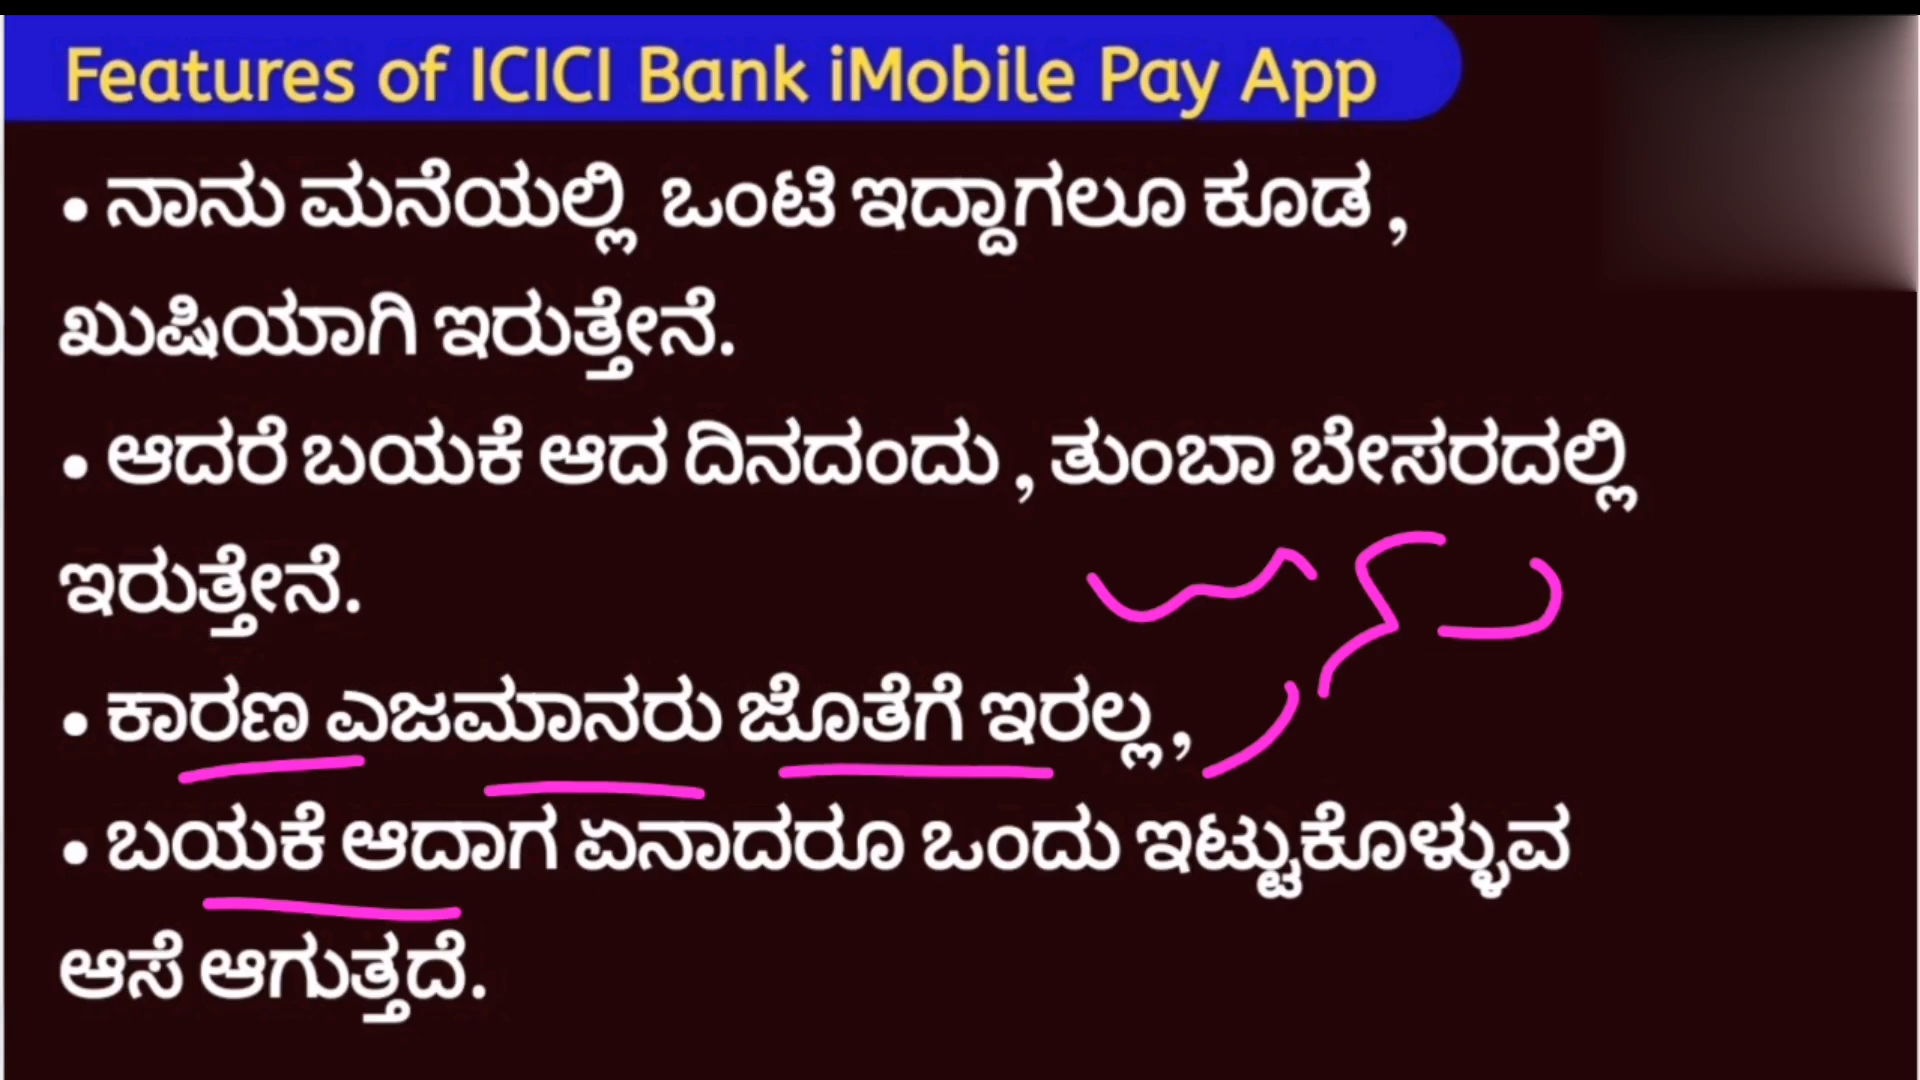 Features of ICICI Bank iMobile Pay App
• ನಾನು ಮನೆಯಲ್ಲಿ ಒಂಟಿ ಇದ್ದಾಗಲೂ ಕೂಡ ,
ಖುಷಿಯಾಗಿ ಇರುತ್ತೇನೆ.
• ಆದರೆ ಬಯಕೆ ಆದ ದಿನದಂದು , ತುಂಬಾ ಬೇಸರದಲ್ಲಿ
ಇರುತ್ತೇನೆ.
• ಕಾರಣ ಎಜಮಾನರು ಜೊತೆಗೆ ಇರಲ್ಲ ,
• ಬಯಕೆ ಆದಾಗ ಏನಾದರೂ ಒಂದು ಇಟ್ಟುಕೊಳ್ಳುವ
ಆಸೆ ಆಗುತ್ತದೆ.